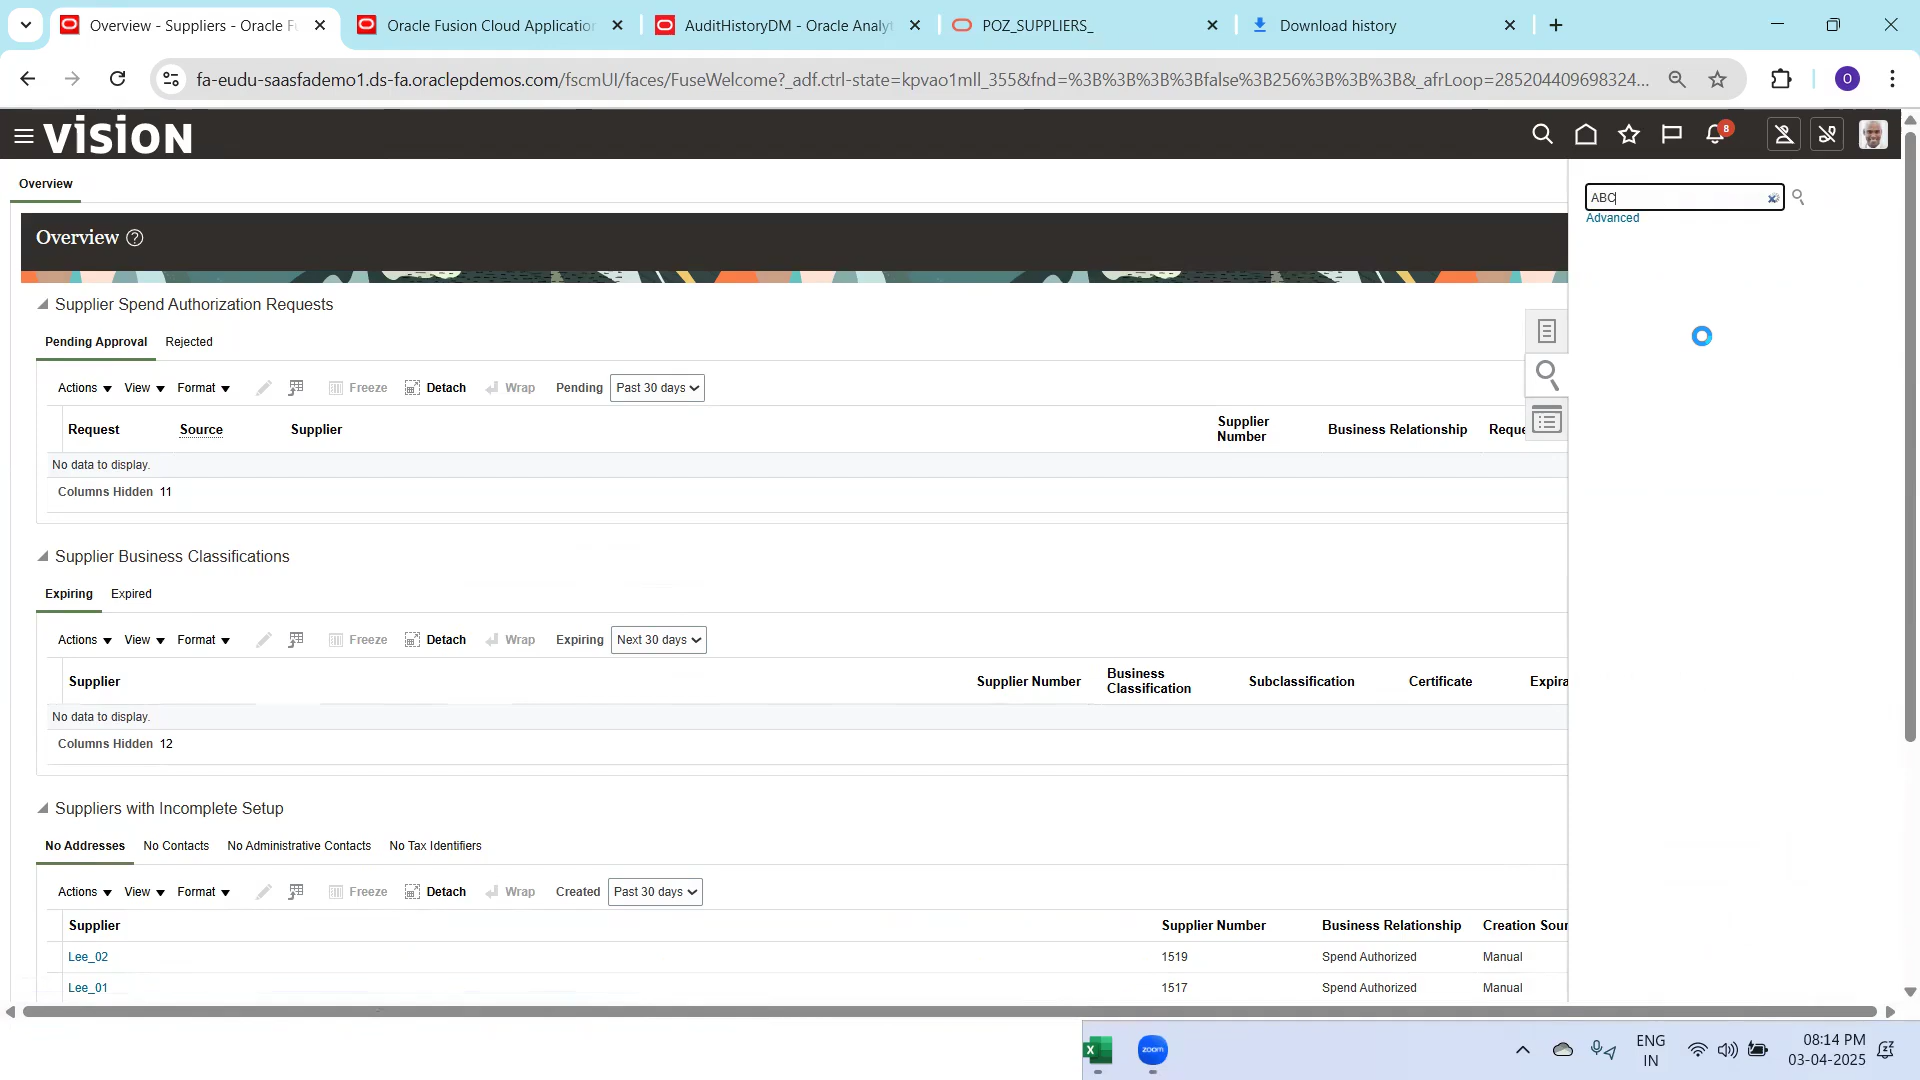 Overview - Suppliers - Oracle Fu
Oracle Fusion Cloud Application
AuditHistoryDM - Oracle Analyt
POZ_SUPPLIERS_
Download history
fa-eudu-saasfademo1.ds-fa.oraclepdemos.com/fscmUI/faces/FuseWelcome?_adf.ctrl-state=kpvao1mll_355&fnd=%3B%3B%3B%3Bfalse%3B256%3B%3B%3B&_afrLoop=285204409698324...
O
vision
8
Overview
ABC
Advanced
Overview
Supplier Spend Authorization Requests
Pending Approval Rejected
Actions View Format Freeze Detach Wrap Pending Past 30 days
Request Source Supplier Supplier Number Business Relationship Reque
No data to display.
Columns Hidden 11
Supplier Business Classifications
Expiring Expired
Actions View Format Freeze Detach Wrap Expiring Next 30 days
Supplier Supplier Number Business Classification Subclassification Certificate Expira
No data to display.
Columns Hidden 12
Suppliers with Incomplete Setup
No Addresses No Contacts No Administrative Contacts No Tax Identifiers
Actions View Format Freeze Detach Wrap Created Past 30 days
Supplier Supplier Number Business Relationship Creation Sour
Lee_02 1519 Spend Authorized Manual
Lee_01 1517 Spend Authorized Manual
zoom
ENG
IN
08:14 PM
03-04-2025